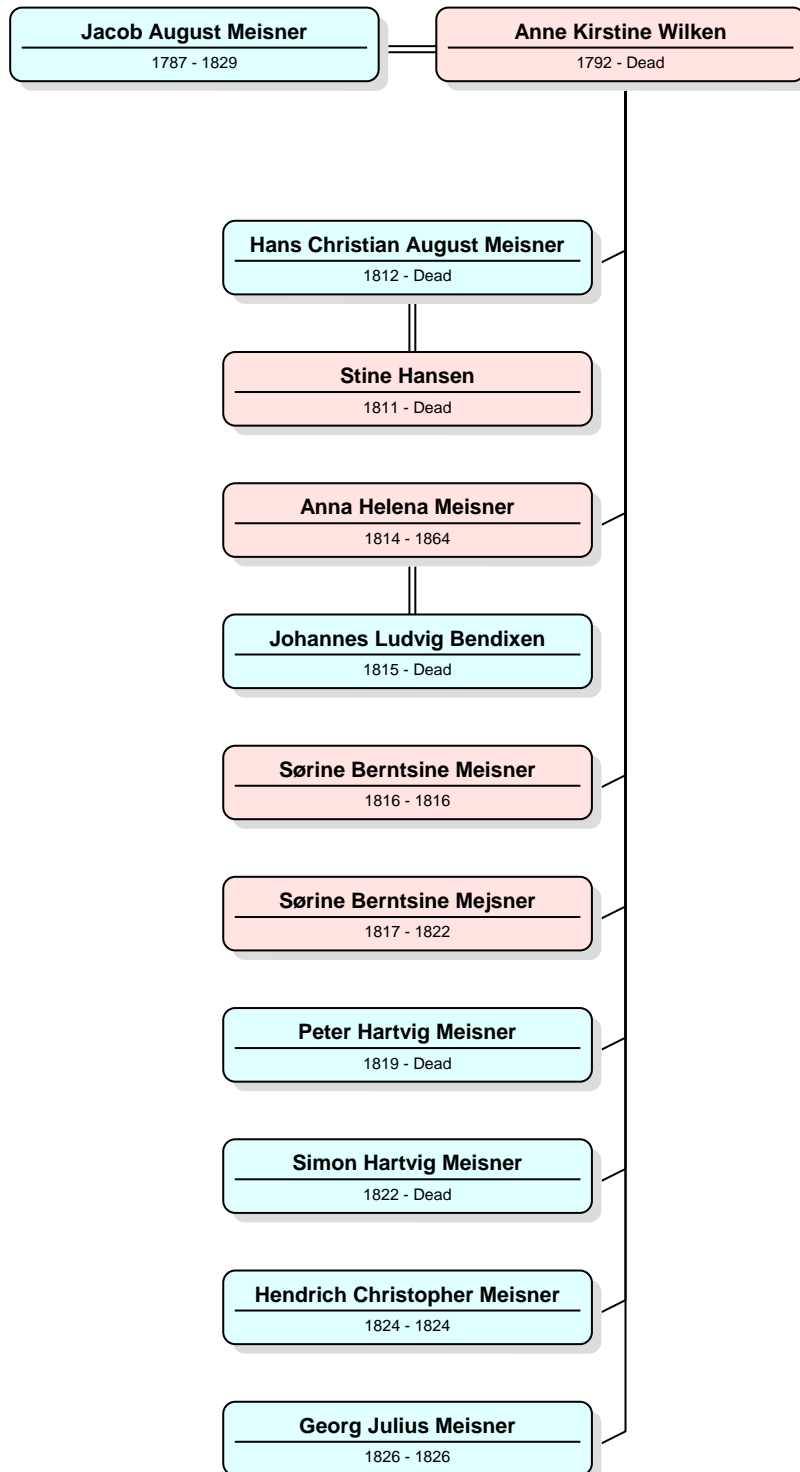 Jacob August Meisner
1787 - 1829
Anne Kirstine Wilken
1792 - Dead
Hans Christian August Meisner
1812 - Dead
Stine Hansen
1811 - Dead
Anna Helena Meisner
1814 - 1864
Johannes Ludvig Bendixen
1815 - Dead
Sørine Berntsine Meisner
1816 - 1816
Sørine Berntsine Mejsner
1817 - 1822
Peter Hartvig Meisner
1819 - Dead
Simon Hartvig Meisner
1822 - Dead
Hendrich Christopher Meisner
1824 - 1824
Georg Julius Meisner
1826 - 1826